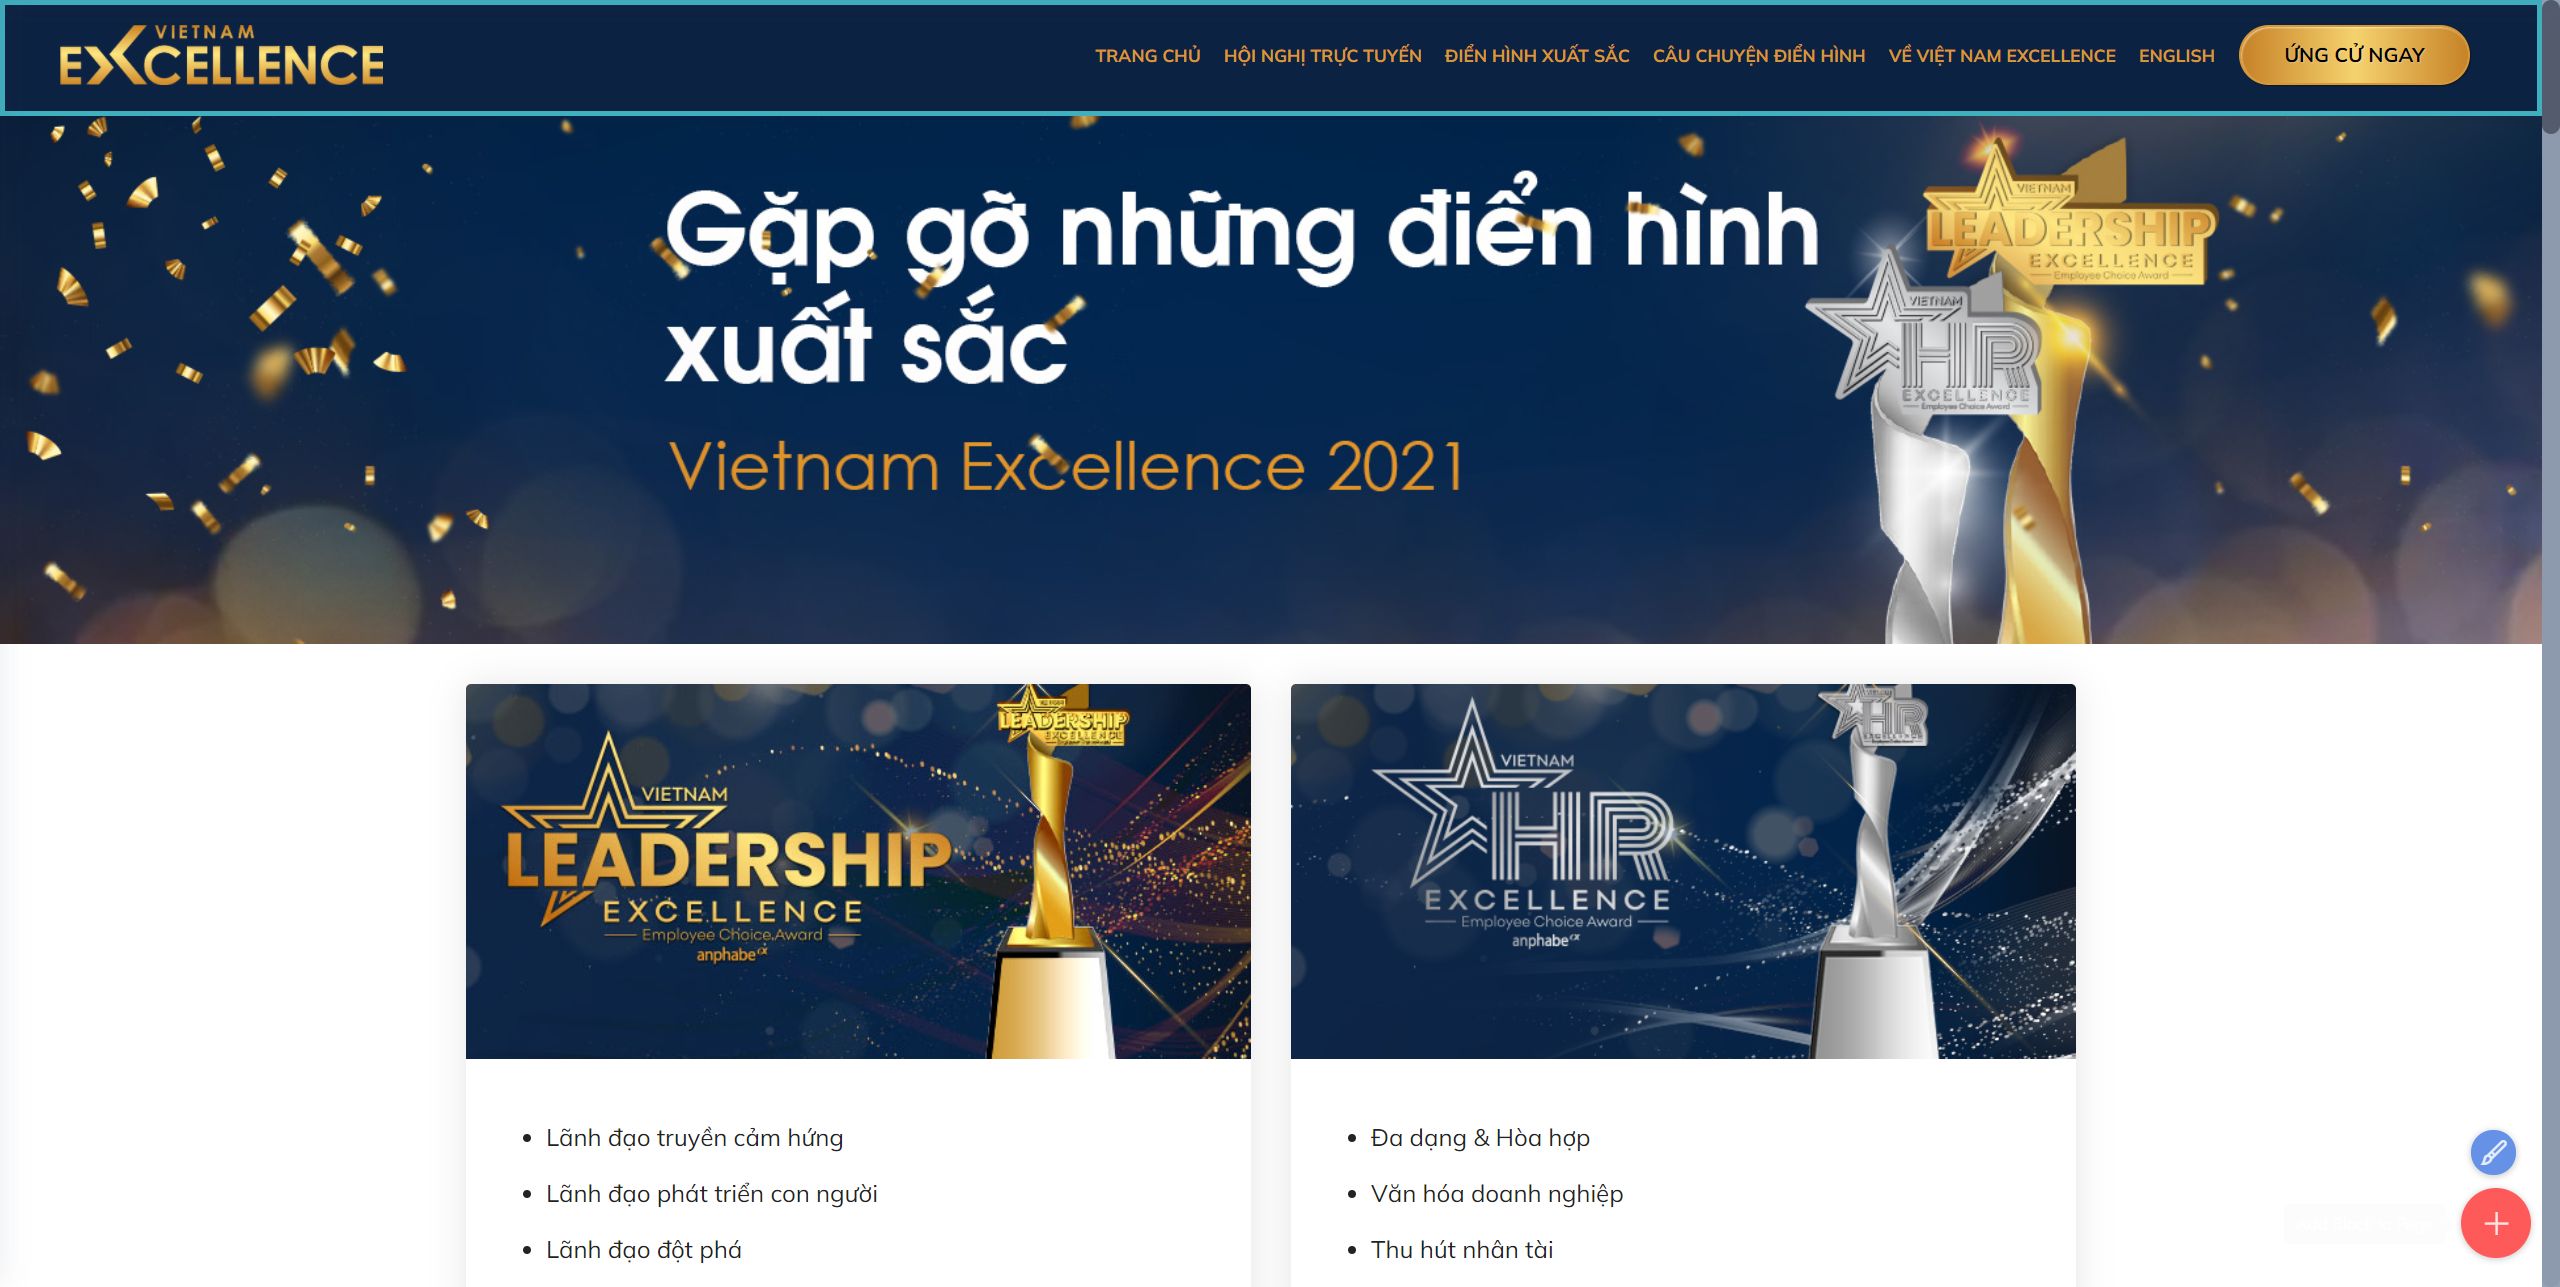 VIETNAM
EXCELLENCE
TRANG CHỦ HỘI NGHỊ TRỰC TUYẾN ĐIỂN HÌNH XUẤT SẮC CÂU CHUYỆN ĐIỂN HÌNH VỀ VIỆT NAM EXCELLENCE ENGLISH ỨNG CỬ NGAY
Gặp gỡ những điển hình
xuất sắc
Vietnam Excellence 2021
VIETNAM
LEADERSHIP
EXCELLENCE
Employee Choice Award
VIETNAM
HR
EXCELLENCE
Employee Choice Award
VIETNAM
LEADERSHIP
EXCELLENCE
Employee Choice Award
anphabe
LEADERSHIP
EXCELLENCE
VIETNAM
HR
EXCELLENCE
Employee Choice Award
anphabe
HR
Lãnh đạo truyền cảm hứng
Lãnh đạo phát triển con người
Lãnh đạo đột phá
Đa dạng & Hòa hợp
Văn hóa doanh nghiệp
Thu hút nhân tài